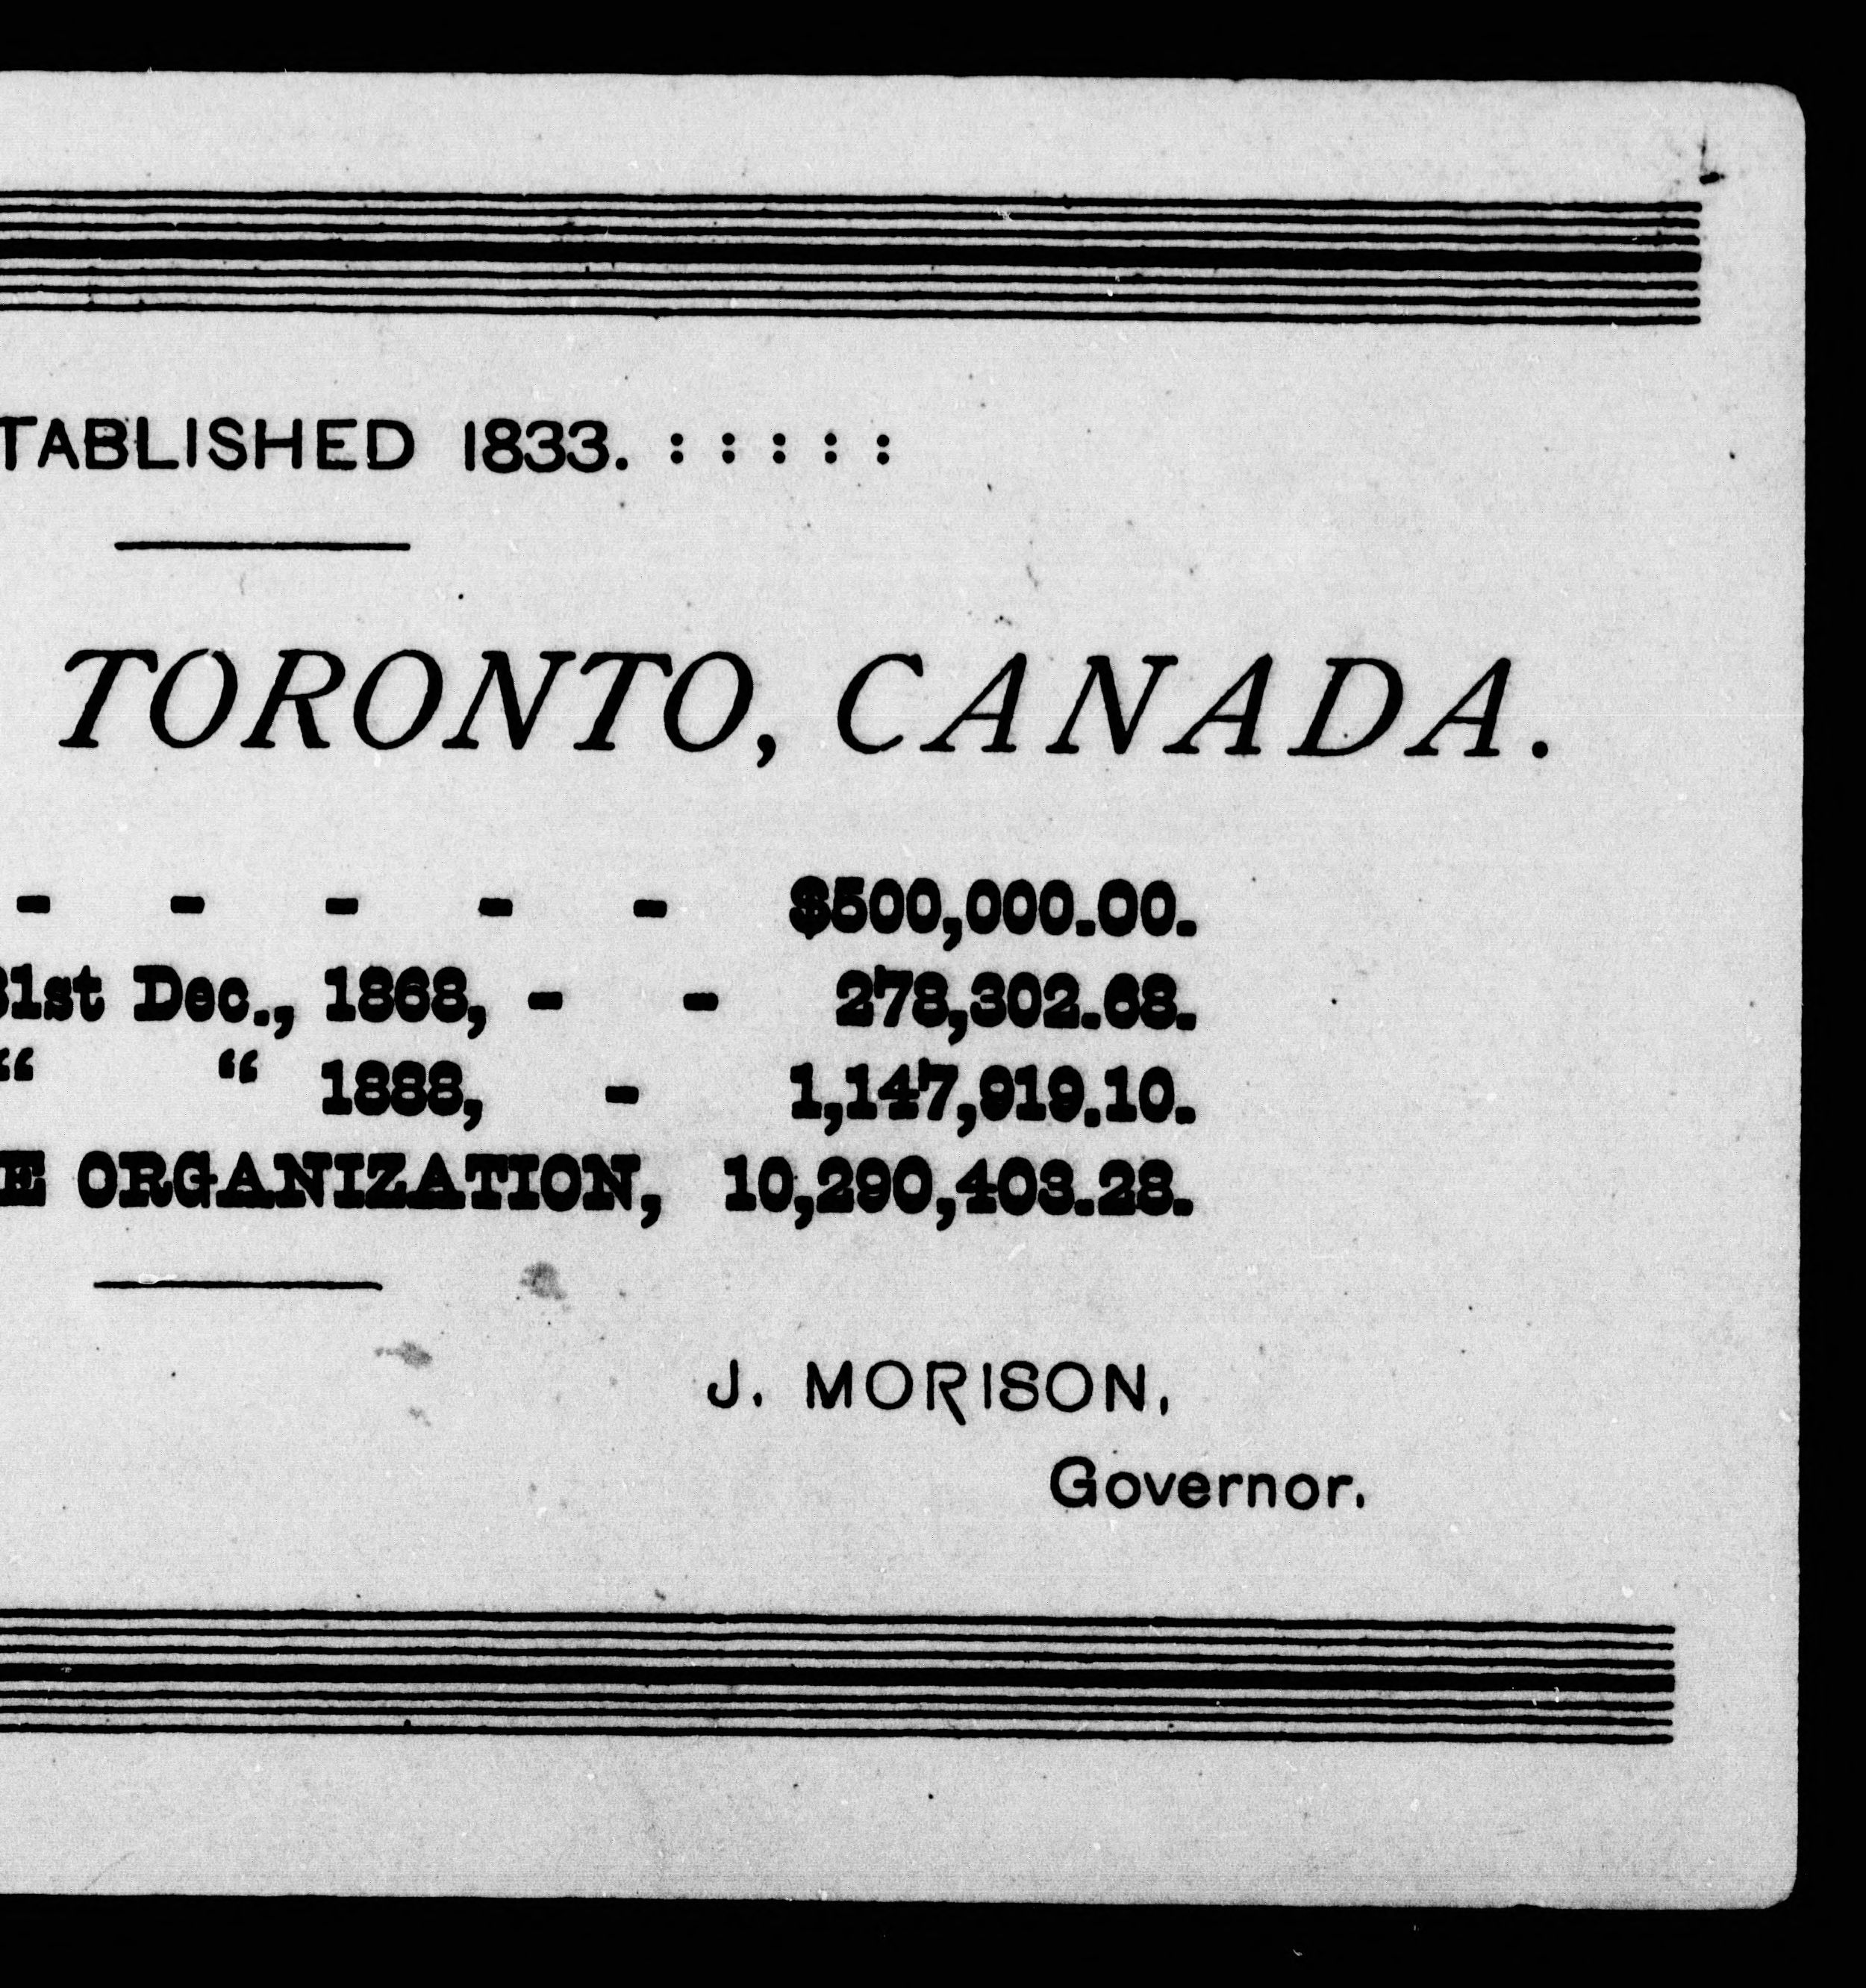 TABLISHED 1833. : : : : :
TORONTO, CANADA.
- - - - - $500,000.00.
31st Dec., 1868, - - 278,302.68.
“ “ 1888, - 1,147,919.10.
E ORGANIZATION, 10,290,403.28.
J. MORISON,
Governor.